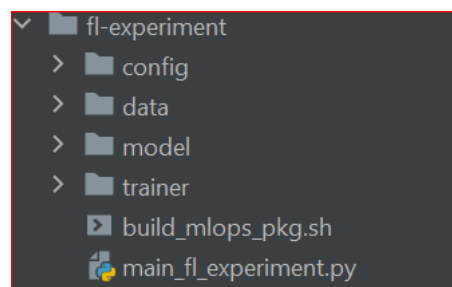 fl-experiment
config
data
model
trainer
build_mlops_pkg.sh
main_fl_experiment.py